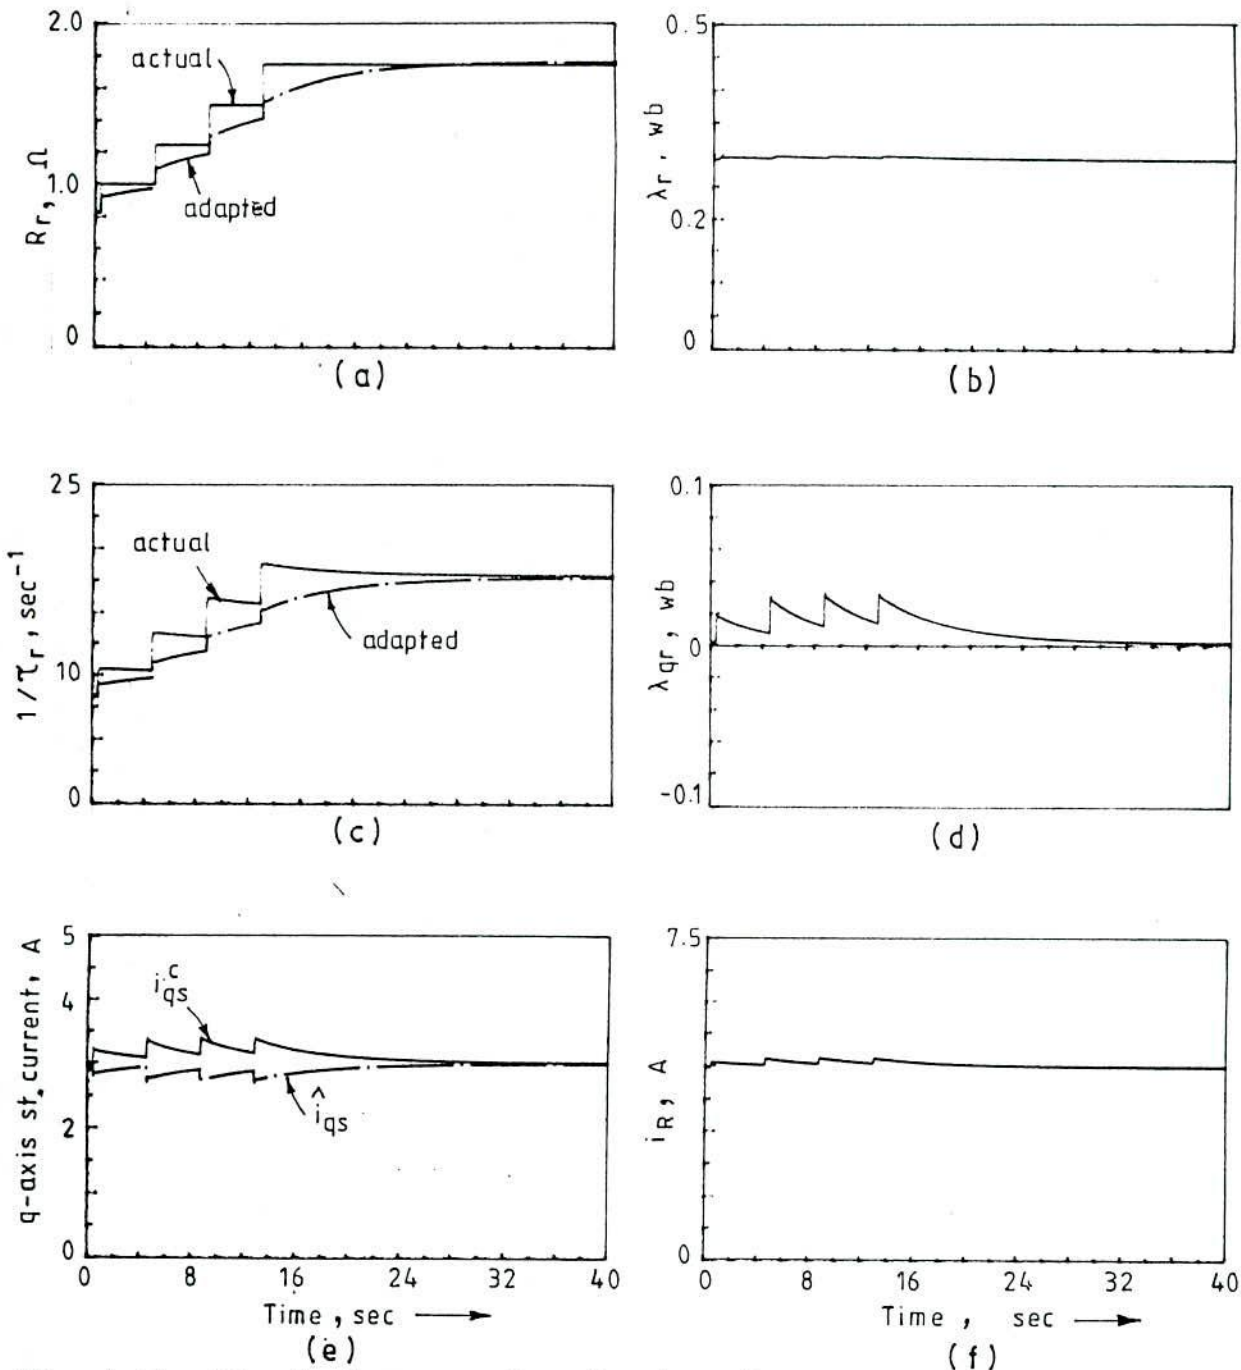 2.0
actual
1.0
adapted
0
R_r, Ω
(a)
0.5
0.2
0
λ_r, wb
(b)
25
actual
10
adapted
0
1/τ_r, sec⁻¹
(c)
0.1
0
-0.1
λ_qr, wb
(d)
5
4
2
0
q-axis st. current, A
i_qs^c
î_qs
0 8 16 24 32 40
Time, sec
(e)
7.5
0
i_R, A
0 8 16 24 32 40
Time, sec
(f)